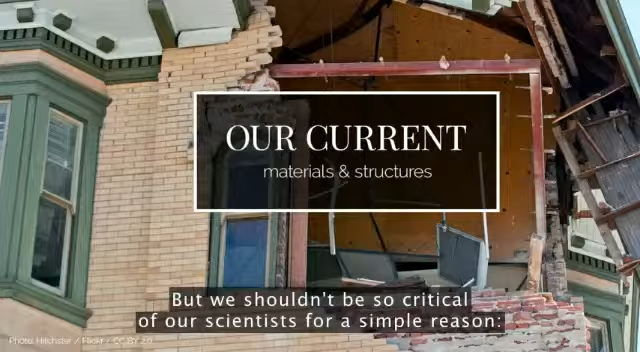 OUR CURRENT
materials & structures
But we shouldn't be so critical
of our scientists for a simple reason:
Photo: Hitchster / Flickr / CC BY 2.0